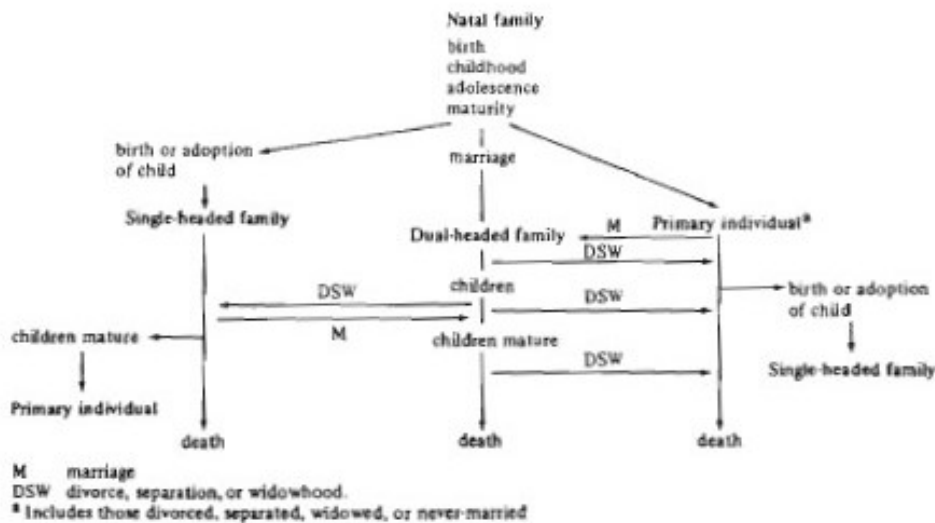 Natal family
birth
childhood
adolescence
maturity
birth or adoption
of child
marriage
Single-headed family
Primary individualª
M
Dual-headed family
DSW
children
DSW
DSW
birth or adoption
of child
M
children mature
children mature
DSW
Single-headed family
Primary individual
death
death
death
M marriage
DSW divorce, separation, or widowhood.
ª Includes those divorced, separated, widowed, or never-married